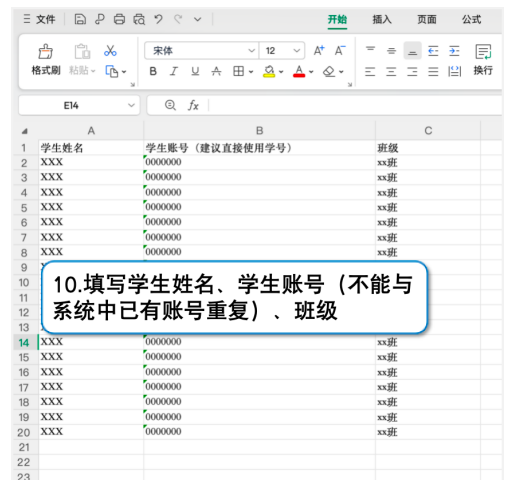 三 文件 开始 插入 页面 公式
宋体 12 A+ A-
格式刷 粘贴 B I U A A 换行
E14 fx
A B C
1 学生姓名 学生账号（建议直接使用学号） 班级
2 XXX 0000000 xx班
3 XXX 0000000 xx班
4 XXX 0000000 xx班
5 XXX 0000000 xx班
6 XXX 0000000 xx班
7 XXX 0000000 xx班
8 XXX 0000000 xx班
9
10
11
12
13
10.填写学生姓名、学生账号（不能与
系统中已有账号重复）、班级
14 XXX 0000000 xx班
15 XXX 0000000 xx班
16 XXX 0000000 xx班
17 XXX 0000000 xx班
18 XXX 0000000 xx班
19 XXX 0000000 xx班
20 XXX 0000000 xx班
21
22
23